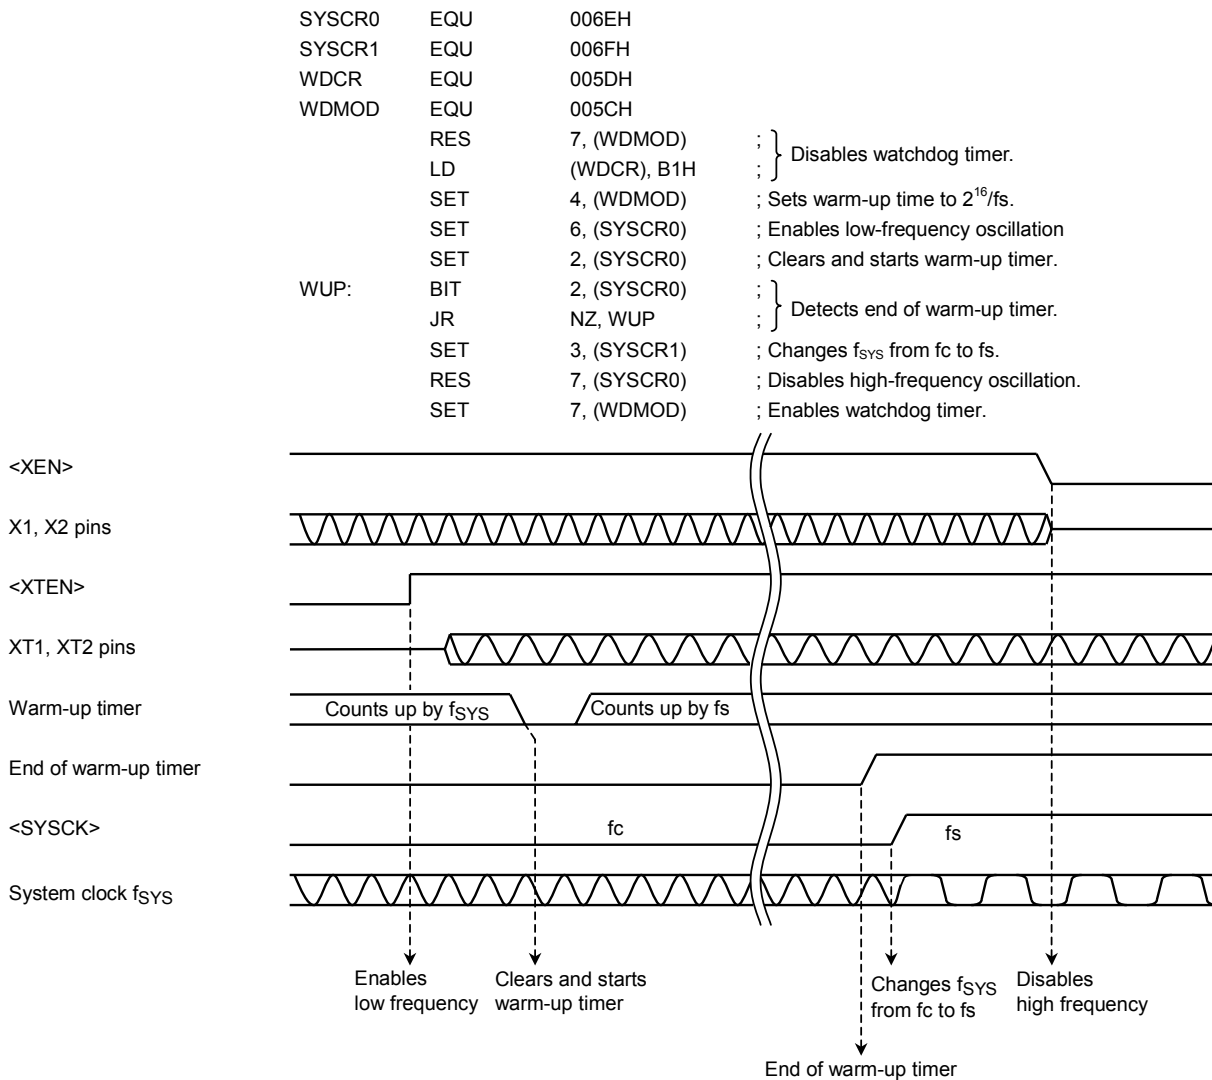 SYSCR0 EQU 006EH
SYSCR1 EQU 006FH
WDCR EQU 005DH
WDMOD EQU 005CH
RES 7, (WDMOD) ;
LD (WDCR), B1H ; Disables watchdog timer.
SET 4, (WDMOD) ; Sets warm-up time to 2^16/fs.
SET 6, (SYSCR0) ; Enables low-frequency oscillation
SET 2, (SYSCR0) ; Clears and starts warm-up timer.
WUP: BIT 2, (SYSCR0) ;
JR NZ, WUP ; Detects end of warm-up timer.
SET 3, (SYSCR1) ; Changes fSYS from fc to fs.
RES 7, (SYSCR0) ; Disables high-frequency oscillation.
SET 7, (WDMOD) ; Enables watchdog timer.
<XEN>
X1, X2 pins
<XTEN>
XT1, XT2 pins
Warm-up timer Counts up by fSYS Counts up by fs
End of warm-up timer
<SYSCK> fc fs
System clock fSYS
Enables
low frequency
Clears and starts
warm-up timer
Changes fSYS
from fc to fs
Disables
high frequency
End of warm-up timer